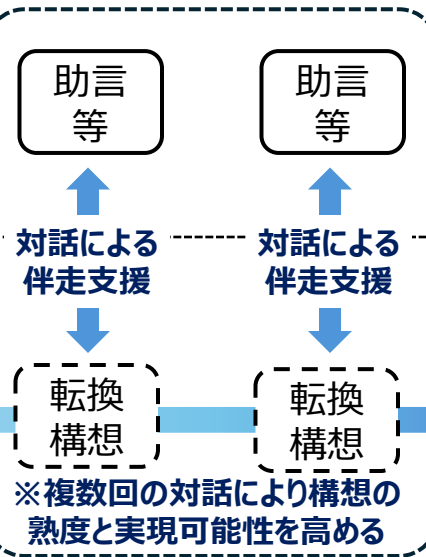 助言
等
助言
等
対話による
伴走支援
対話による
伴走支援
転換
構想
転換
構想
※複数回の対話により構想の
熟度と実現可能性を高める